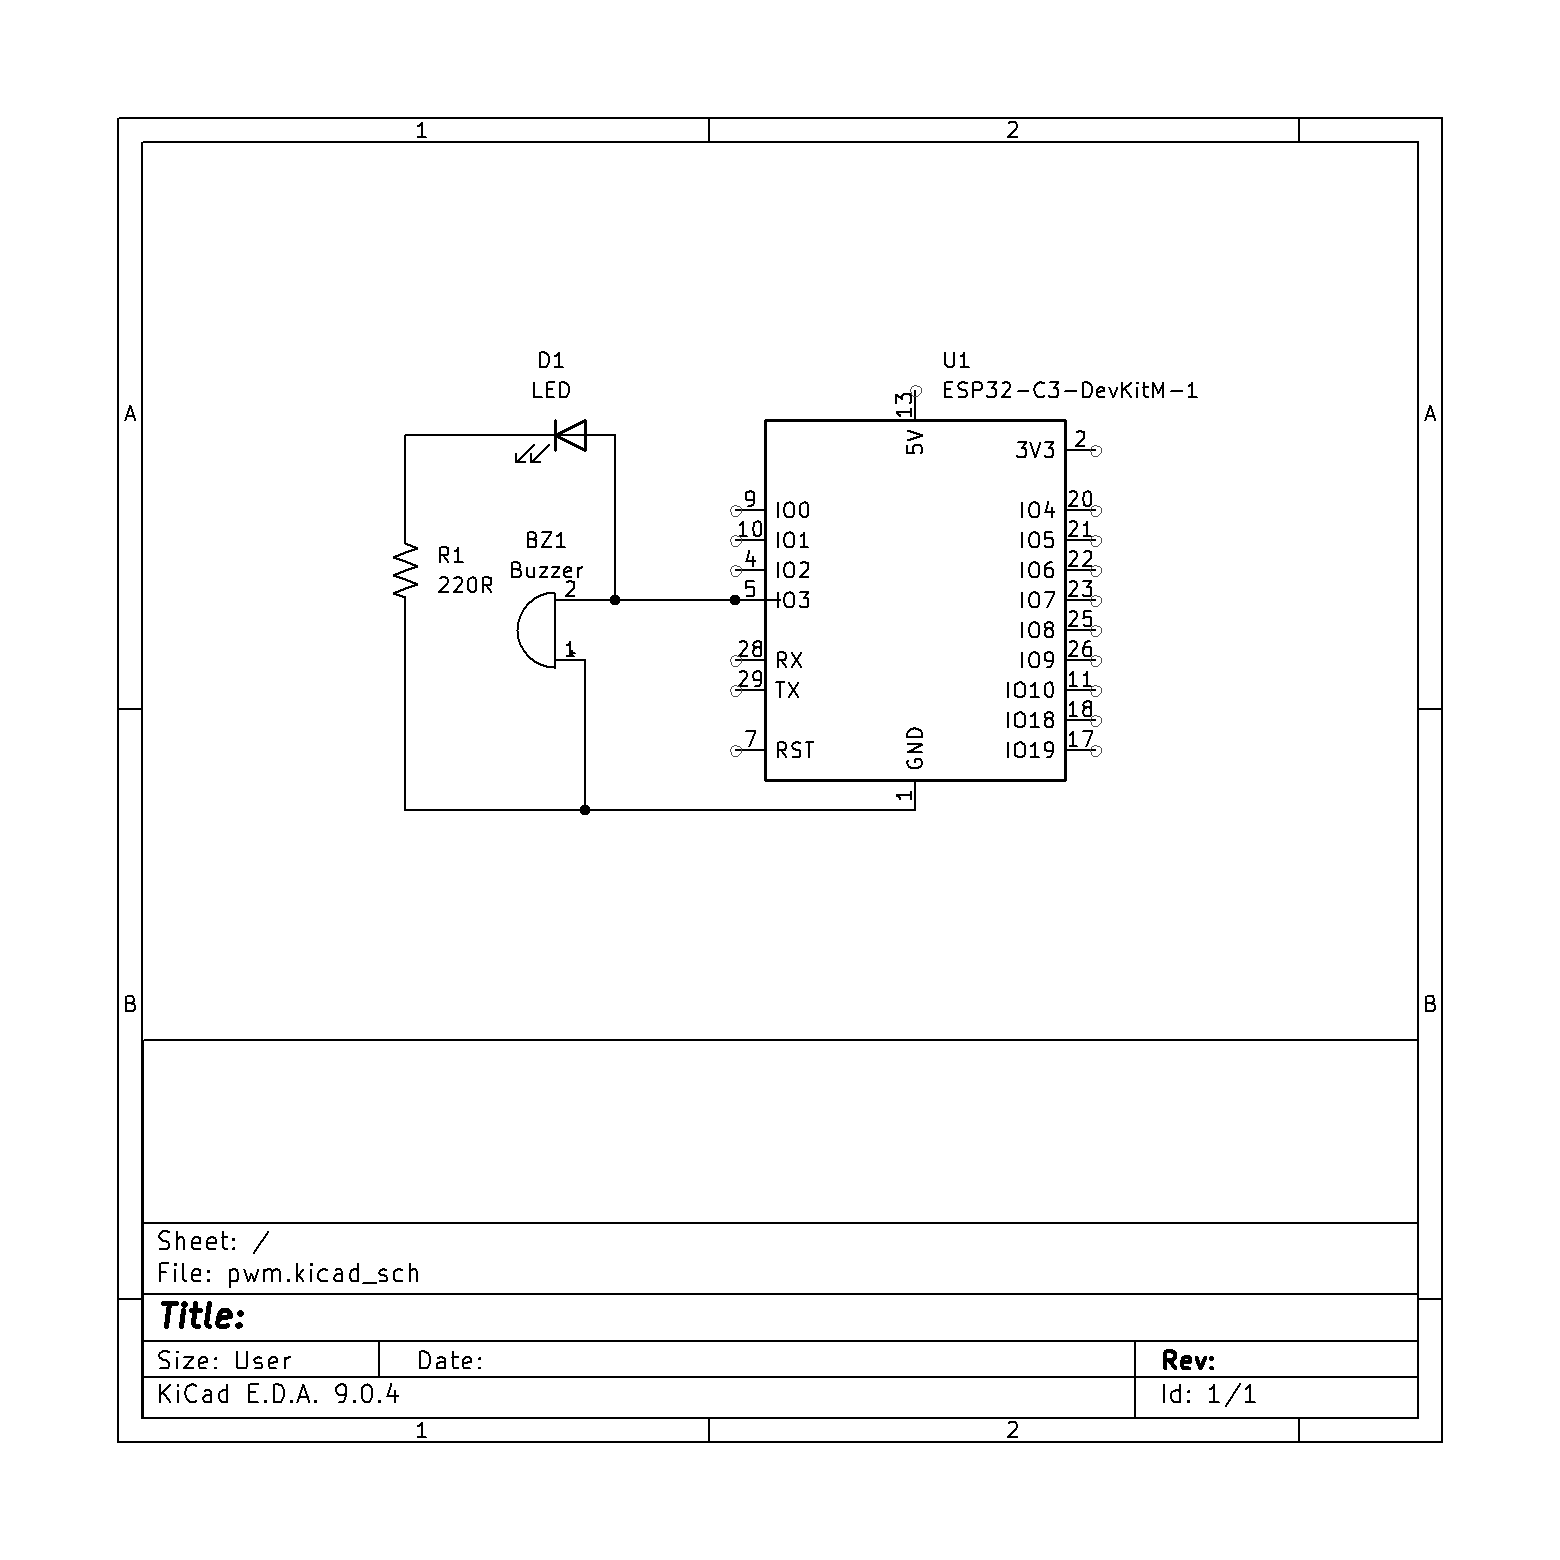 1 2
D1 U1
LED ESP32-C3-DevKitM-1
A A
13
5V
3V3 2
9 IO0 IO4 20
10 IO1 IO5 21
BZ1
R1
4 IO2 IO6 22
Buzzer
220R
2
5 IO3 IO7 23
IO8 25
1
+
28 RX IO9 26
29 TX IO10 11
IO18 18
7 RST GND IO19 17
1
B B
Sheet: /
File: pwm.kicad_sch
Title:
Size: User Date: Rev:
KiCad E.D.A. 9.0.4 Id: 1/1
1 2